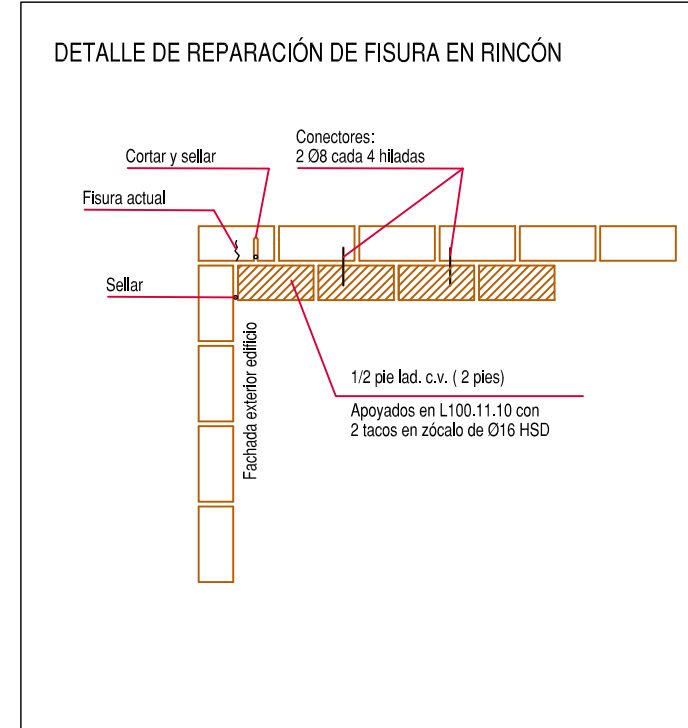 DETALLE DE REPARACIÓN DE FISURA EN RINCÓN
Conectores:
2 Ø8 cada 4 hiladas
Cortar y sellar
Fisura actual
Sellar
Fachada exterior edificio
1/2 pie lad. c.v. ( 2 pies)
Apoyados en L100.11.10 con
2 tacos en zócalo de Ø16 HSD